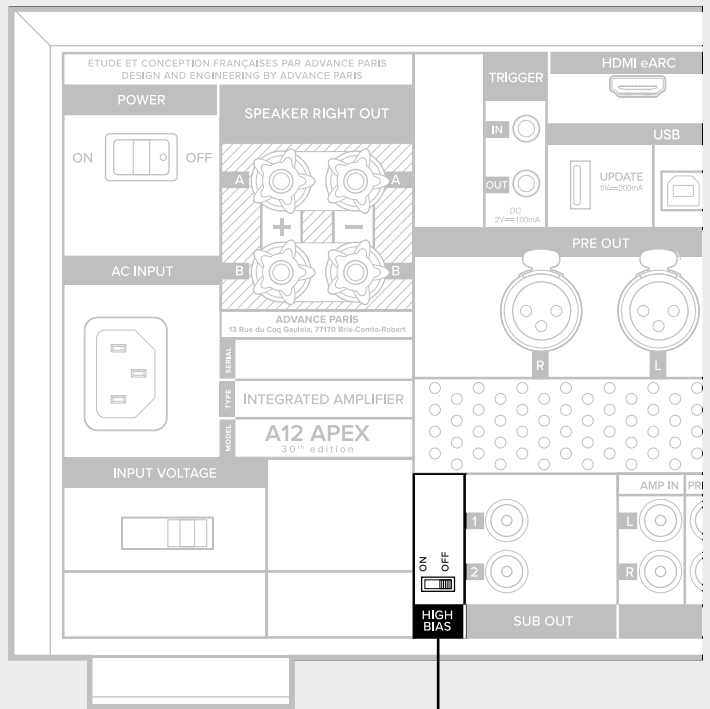 ÉTUDE ET CONCEPTION FRANÇAISES PAR ADVANCE PARIS
DESIGN AND ENGINEERING BY ADVANCE PARIS
POWER
ON
OFF
SPEAKER RIGHT OUT
A
A
+
−
B
B
TRIGGER
IN
OUT
DC
2V⎓100mA
HDMI eARC
USB
UPDATE
5V⎓200mA
PRE OUT
R
L
AC INPUT
ADVANCE PARIS
13 Rue du Coq Gaulois, 77170 Brie-Comte-Robert
SERIAL
TYPE
INTEGRATED AMPLIFIER
MODEL
A12 APEX
30th edition
INPUT VOLTAGE
ON
OFF
HIGH
BIAS
1
2
SUB OUT
AMP IN
L
R